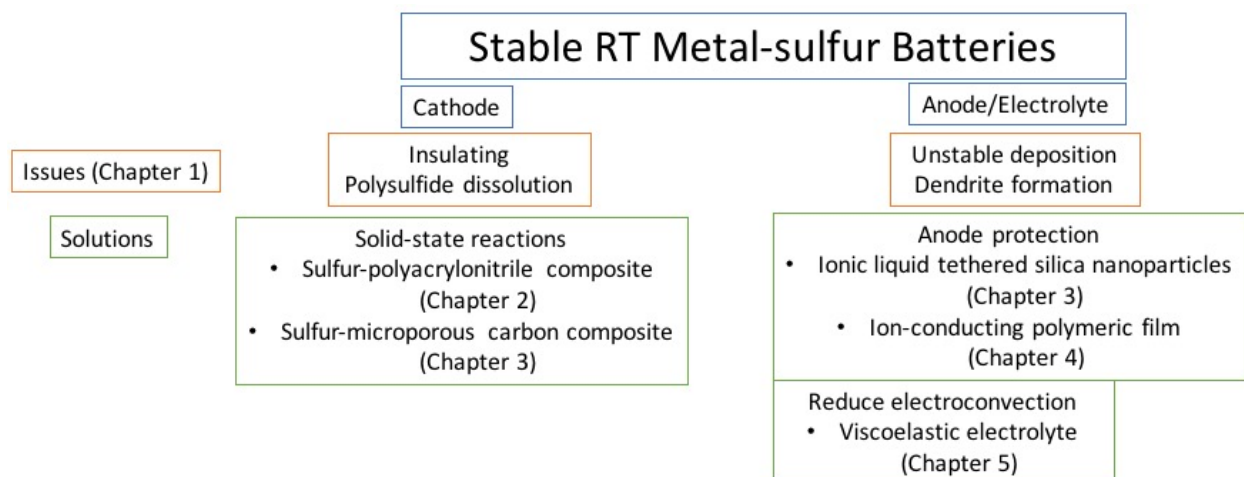 Stable RT Metal-sulfur Batteries
Cathode
Anode/Electrolyte
Issues (Chapter 1)
Insulating
Polysulfide dissolution
Unstable deposition
Dendrite formation
Solutions
Solid-state reactions
• Sulfur-polyacrylonitrile composite
(Chapter 2)
• Sulfur-microporous carbon composite
(Chapter 3)
Anode protection
• Ionic liquid tethered silica nanoparticles
(Chapter 3)
• Ion-conducting polymeric film
(Chapter 4)
Reduce electroconvection
• Viscoelastic electrolyte
(Chapter 5)